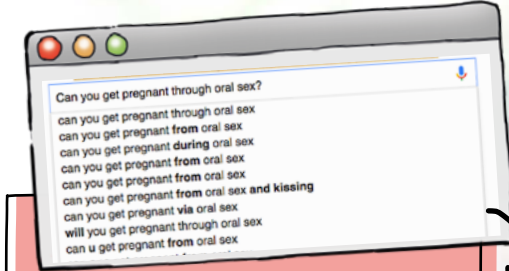 Can you get pregnant through oral sex?
can you get pregnant through oral sex
can you get pregnant from oral sex
can you get pregnant during oral sex
can you get pregnant from oral sex
can you get pregnant from oral sex
can you get pregnant from oral sex and kissing
can you get pregnant via oral sex
will you get pregnant through oral sex
can u get pregnant from oral sex